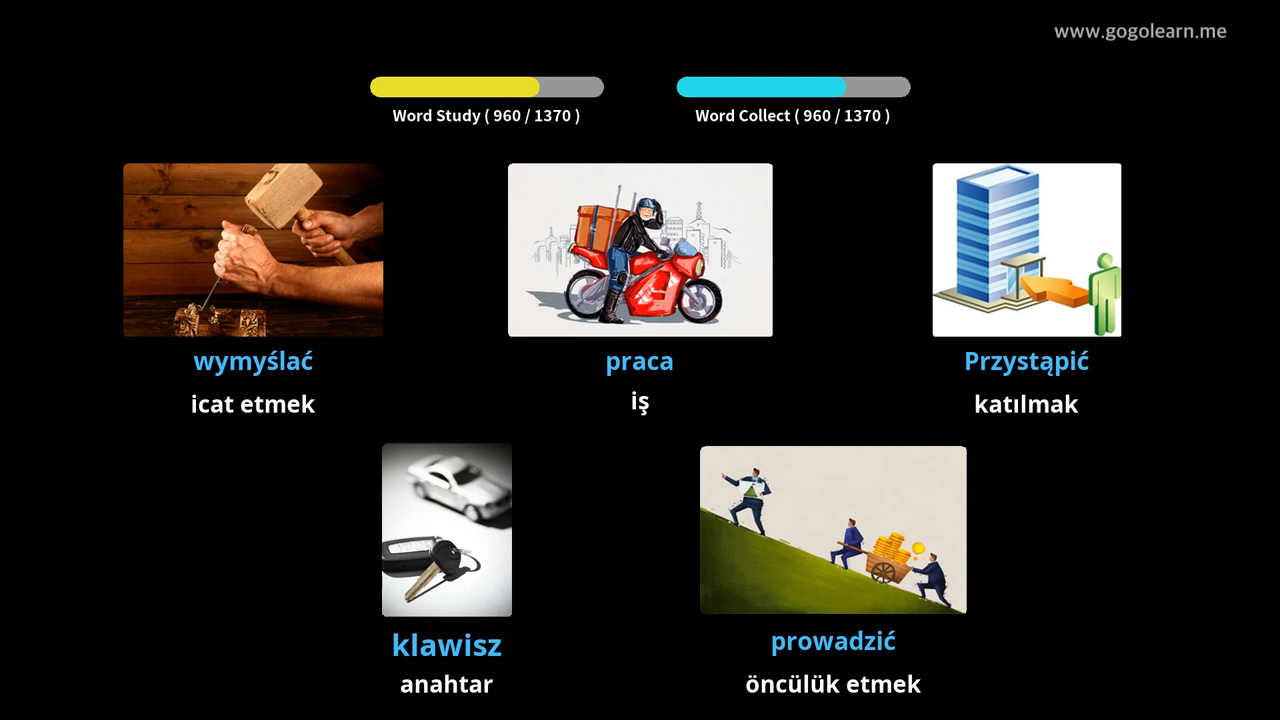 www.gogolearn.me
Word Study ( 960 / 1370 )
Word Collect ( 960 / 1370 )
wymyślać
praca
Przystąpić
icat etmek
iş
katılmak
klawisz
prowadzić
anahtar
öncülük etmek